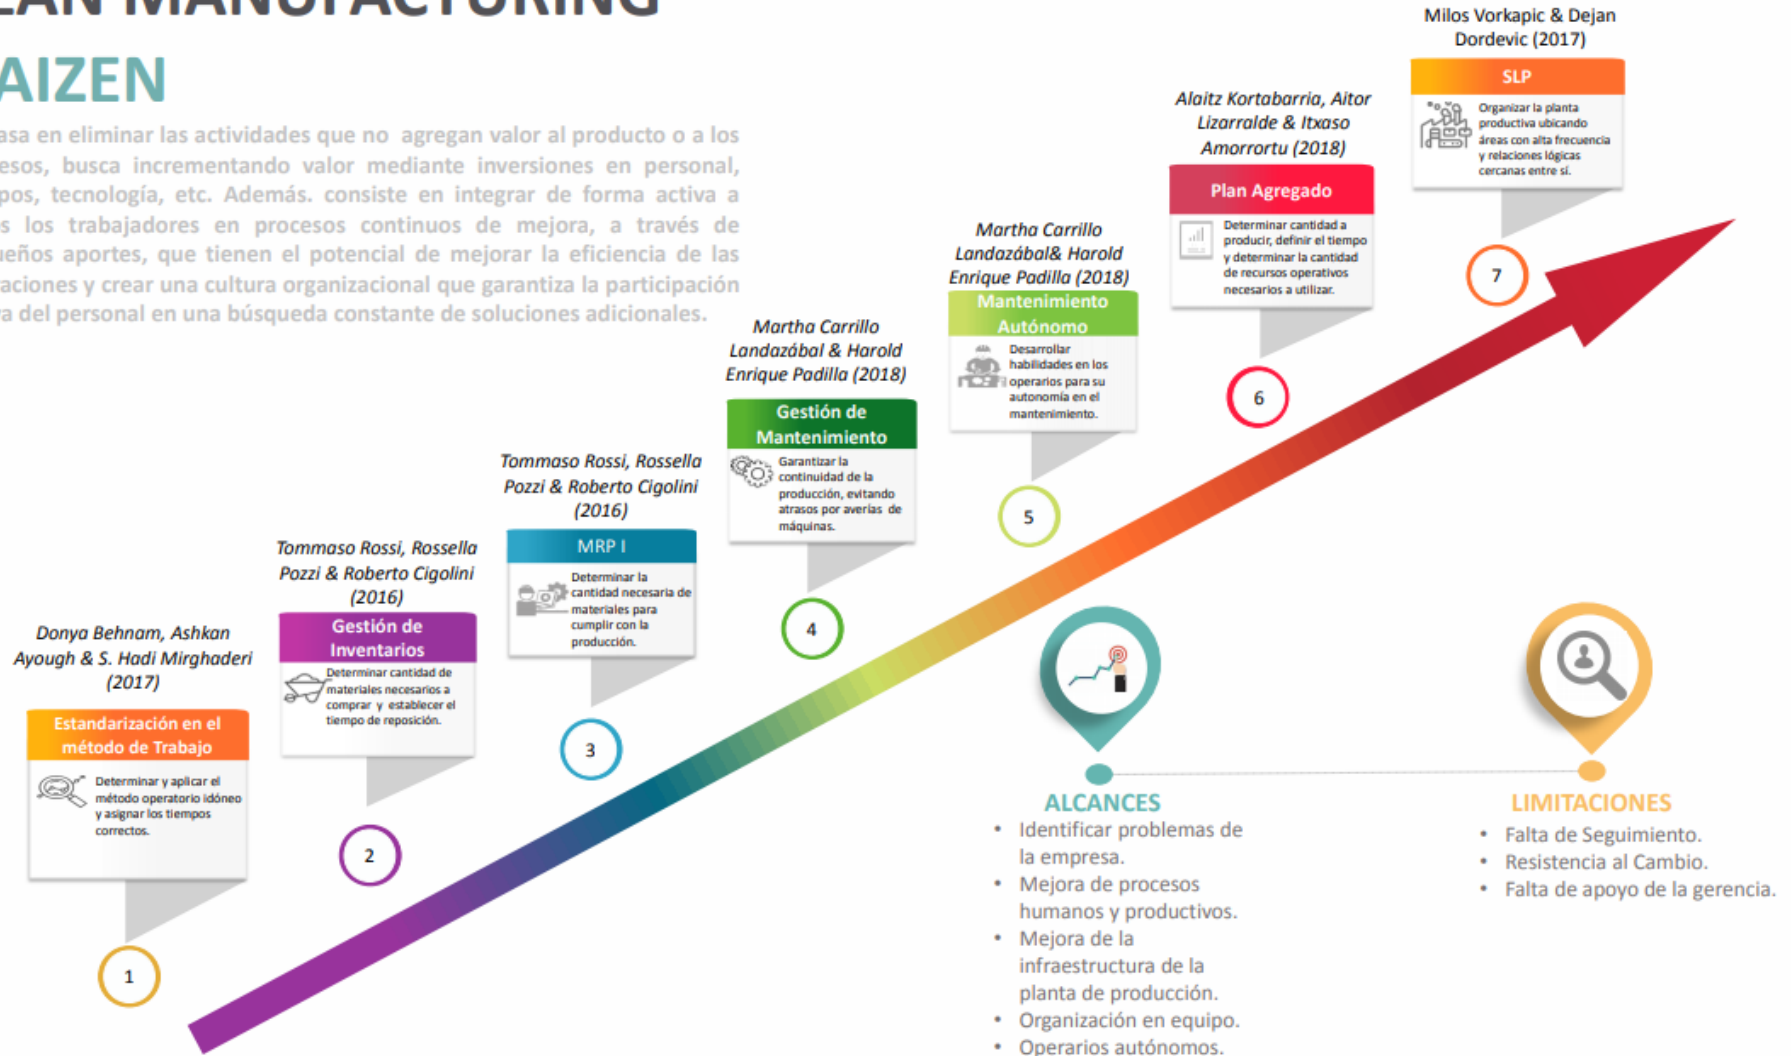 LEAN MANUFACTURING
AIZEN
asa en eliminar las actividades que no agregan valor al producto o a los
esos, busca incrementando valor mediante inversiones en personal,
pos, tecnología, etc. Además. consiste en integrar de forma activa a
s los trabajadores en procesos continuos de mejora, a través de
ueños aportes, que tienen el potencial de mejorar la eficiencia de las
raciones y crear una cultura organizacional que garantiza la participación
va del personal en una búsqueda constante de soluciones adicionales.
Donya Behnam, Ashkan
Ayough & S. Hadi Mirghaderi
(2017)
Estandarización en el
método de Trabajo
Determinar y aplicar el
método operatorio idóneo
y asignar los tiempos
correctos.
1
Tommaso Rossi, Rossella
Pozzi & Roberto Cigolini
(2016)
Gestión de
Inventarios
Determinar cantidad de
materiales necesarios a
comprar y establecer el
tiempo de reposición.
2
Tommaso Rossi, Rossella
Pozzi & Roberto Cigolini
(2016)
MRP I
Determinar la
cantidad necesaria de
materiales para
cumplir con la
producción.
3
Martha Carrillo
Landazábal & Harold
Enrique Padilla (2018)
Gestión de
Mantenimiento
Garantizar la
continuidad de la
producción, evitando
atrasos por averías de
máquinas.
4
Martha Carrillo
Landazábal& Harold
Enrique Padilla (2018)
Mantenimiento
Autónomo
Desarrollar
habilidades en los
operarios para su
autonomía en el
mantenimiento.
5
Alaitz Kortabarria, Aitor
Lizarralde & Itxaso
Amorrortu (2018)
Plan Agregado
Determinar cantidad a
producir, definir el tiempo
y determinar la cantidad
de recursos operativos
necesarios a utilizar.
6
Milos Vorkapic & Dejan
Dordevic (2017)
SLP
Organizar la planta
productiva ubicando
áreas con alta frecuencia
y relaciones lógicas
cercanas entre sí.
7
ALCANCES
• Identificar problemas de
la empresa.
• Mejora de procesos
humanos y productivos.
• Mejora de la
infraestructura de la
planta de producción.
• Organización en equipo.
• Operarios autónomos.
LIMITACIONES
• Falta de Seguimiento.
• Resistencia al Cambio.
• Falta de apoyo de la gerencia.